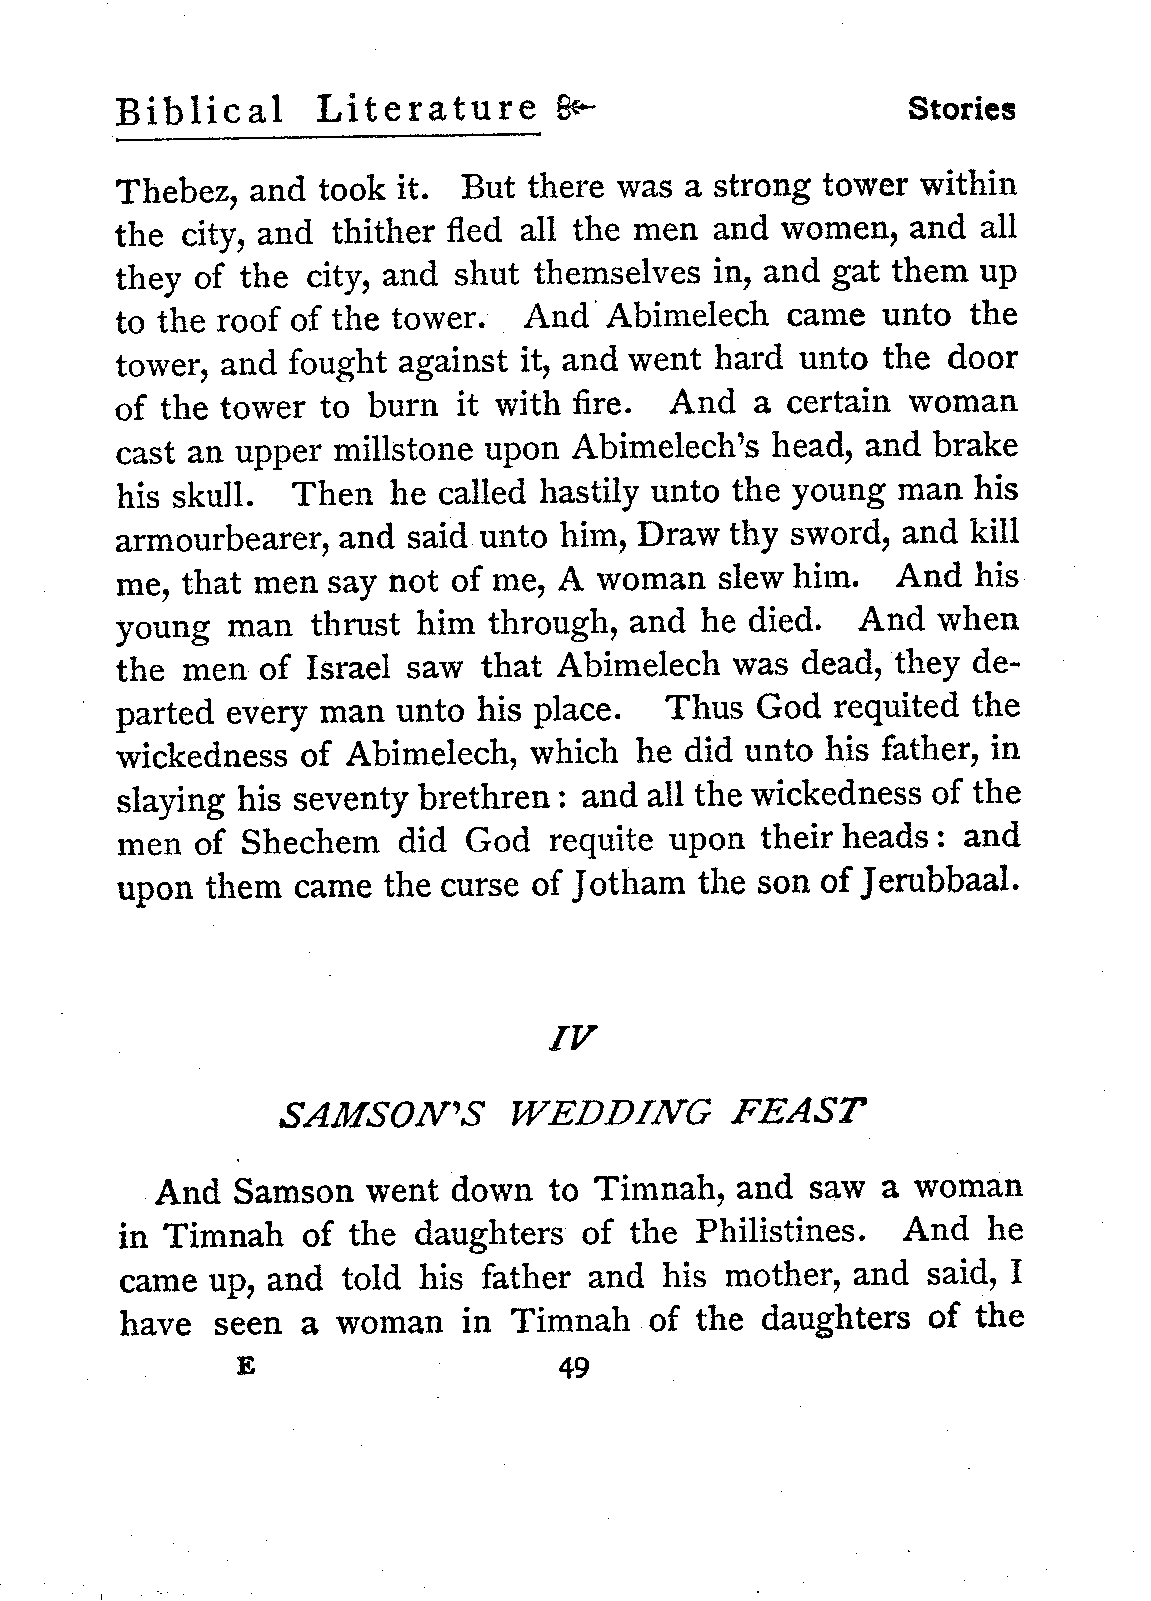 Biblical Literature Stories
Thebez, and took it. But there was a strong tower within
the city, and thither fled all the men and women, and all
they of the city, and shut themselves in, and gat them up
to the roof of the tower. And Abimelech came unto the
tower, and fought against it, and went hard unto the door
of the tower to burn it with fire. And a certain woman
cast an upper millstone upon Abimelech's head, and brake
his skull. Then he called hastily unto the young man his
armourbearer, and said unto him, Draw thy sword, and kill
me, that men say not of me, A woman slew him. And his
young man thrust him through, and he died. And when
the men of Israel saw that Abimelech was dead, they de-
parted every man unto his place. Thus God requited the
wickedness of Abimelech, which he did unto his father, in
slaying his seventy brethren: and all the wickedness of the
men of Shechem did God requite upon their heads: and
upon them came the curse of Jotham the son of Jerubbaal.
IV
SAMSON'S WEDDING FEAST
And Samson went down to Timnah, and saw a woman
in Timnah of the daughters of the Philistines. And he
came up, and told his father and his mother, and said, I
have seen a woman in Timnah of the daughters of the
E 49